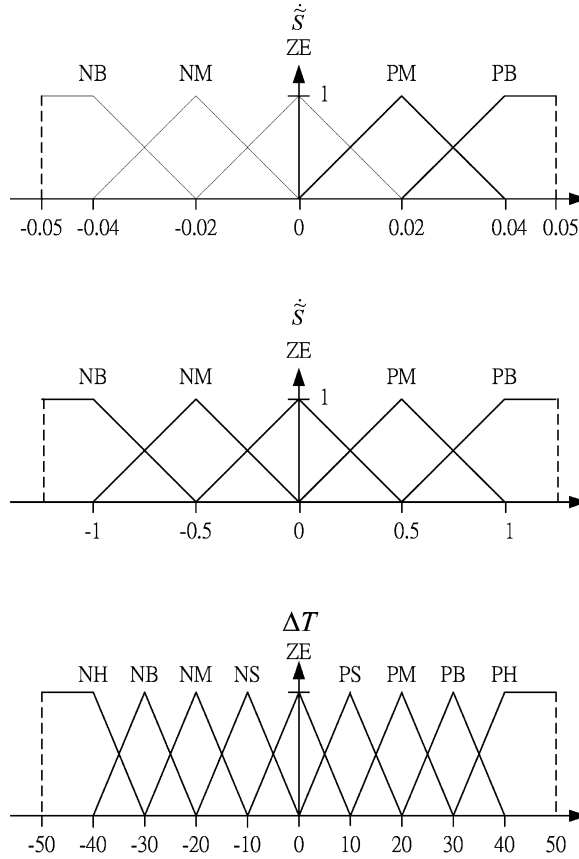 ṡ̃
ZE
NB NM PM PB
1
-0.05 -0.04 -0.02 0 0.02 0.04 0.05
ṡ̃
ZE
NB NM PM PB
1
-1 -0.5 0 0.5 1
ΔT
ZE
NH NB NM NS PS PM PB PH
-50 -40 -30 -20 -10 0 10 20 30 40 50